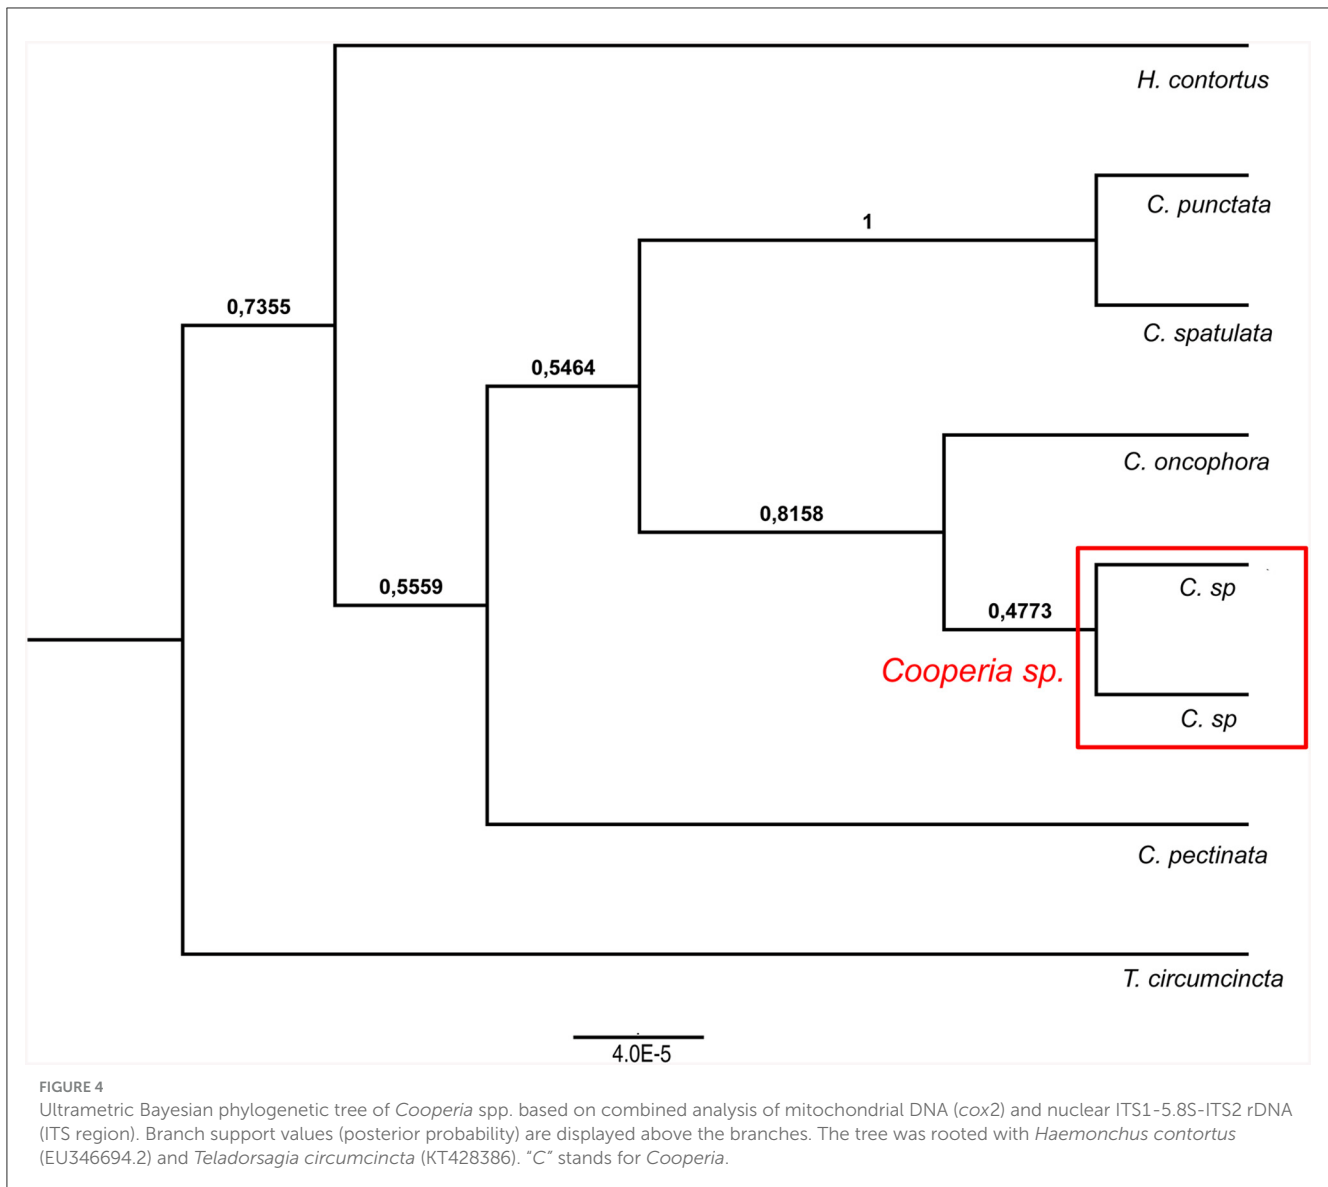 H. contortus
C. punctata
1
C. spatulata
0,7355
0,5464
C. oncophora
0,8158
0,5559
C. sp
0,4773
Cooperia sp.
C. sp
C. pectinata
T. circumcincta
4.0E-5
FIGURE 4
Ultrametric Bayesian phylogenetic tree of Cooperia spp. based on combined analysis of mitochondrial DNA (cox2) and nuclear ITS1-5.8S-ITS2 rDNA
(ITS region). Branch support values (posterior probability) are displayed above the branches. The tree was rooted with Haemonchus contortus
(EU346694.2) and Teladorsagia circumcincta (KT428386). "C" stands for Cooperia.